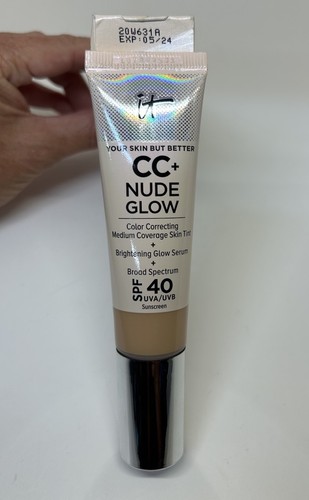 20W631A
EXP:05/24
it
YOUR SKIN BUT BETTER
CC+
NUDE
GLOW
Color Correcting
Medium Coverage Skin Tint
+
Brightening Glow Serum
+
Broad Spectrum
SPF 40
UVA/UVB
Sunscreen